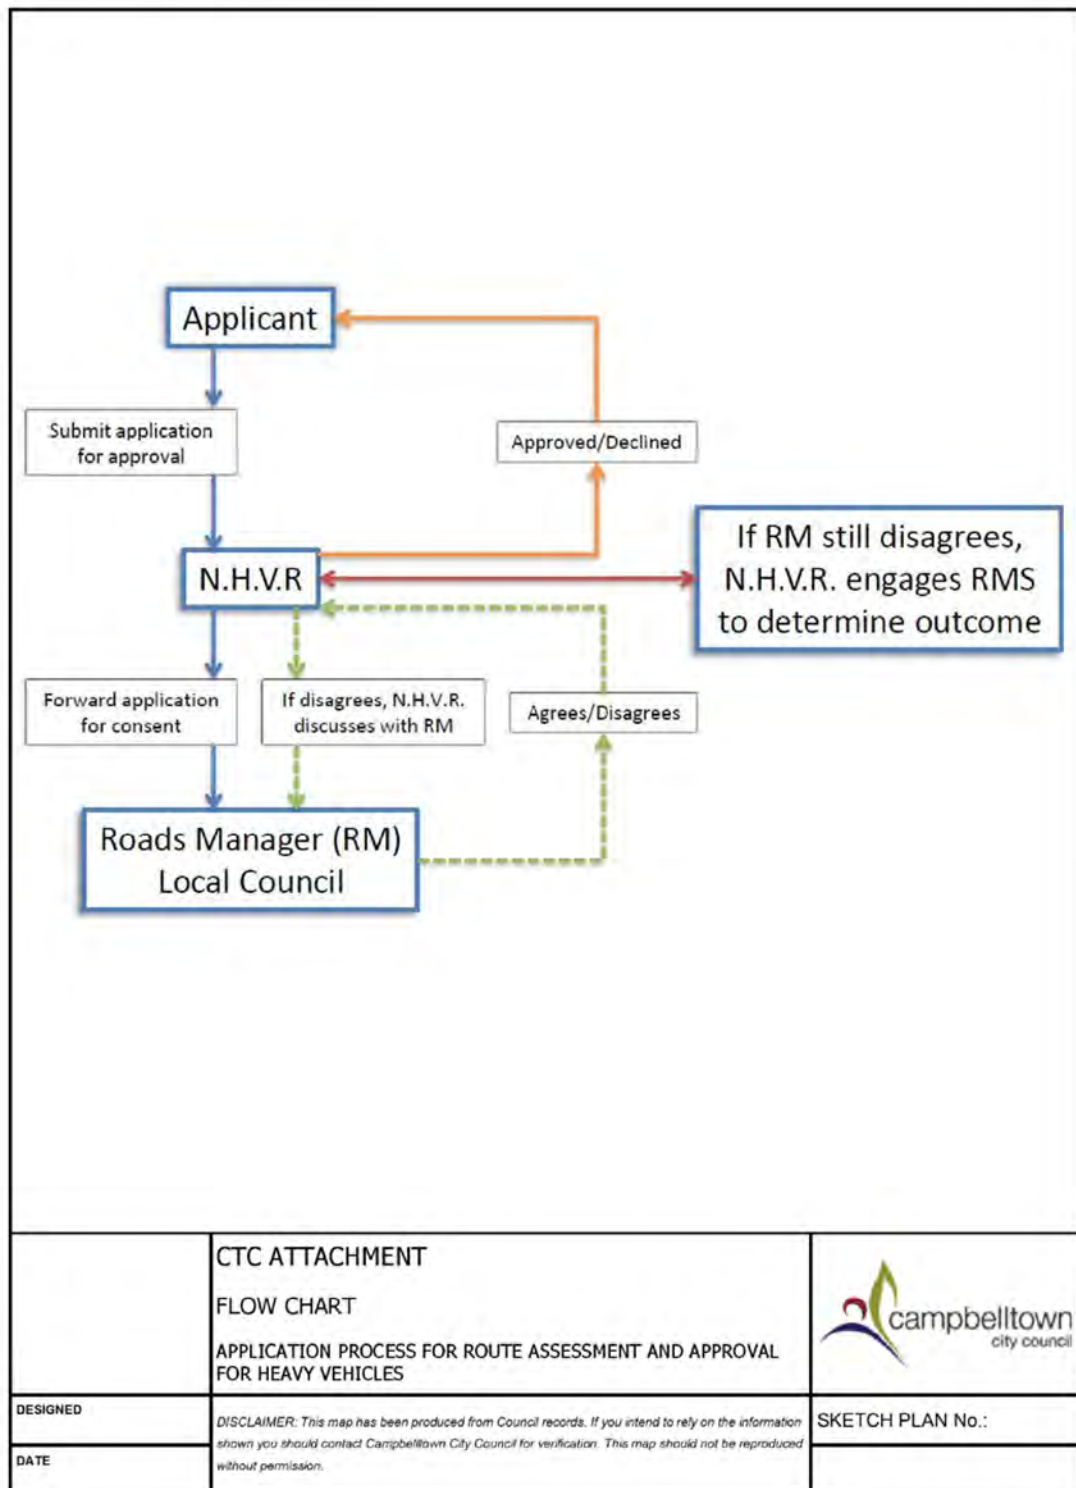 Applicant
Submit application
for approval
Approved/Declined
N.H.V.R
If RM still disagrees,
N.H.V.R. engages RMS
to determine outcome
Forward application
for consent
If disagrees, N.H.V.R.
discusses with RM
Agrees/Disagrees
Roads Manager (RM)
Local Council
CTC ATTACHMENT
FLOW CHART
APPLICATION PROCESS FOR ROUTE ASSESSMENT AND APPROVAL
FOR HEAVY VEHICLES
campbelltown
city council
DESIGNED
DATE
DISCLAIMER: This map has been produced from Council records. If you intend to rely on the information
shown you should contact Campbelltown City Council for verification. This map should not be reproduced
without permission.
SKETCH PLAN No.: